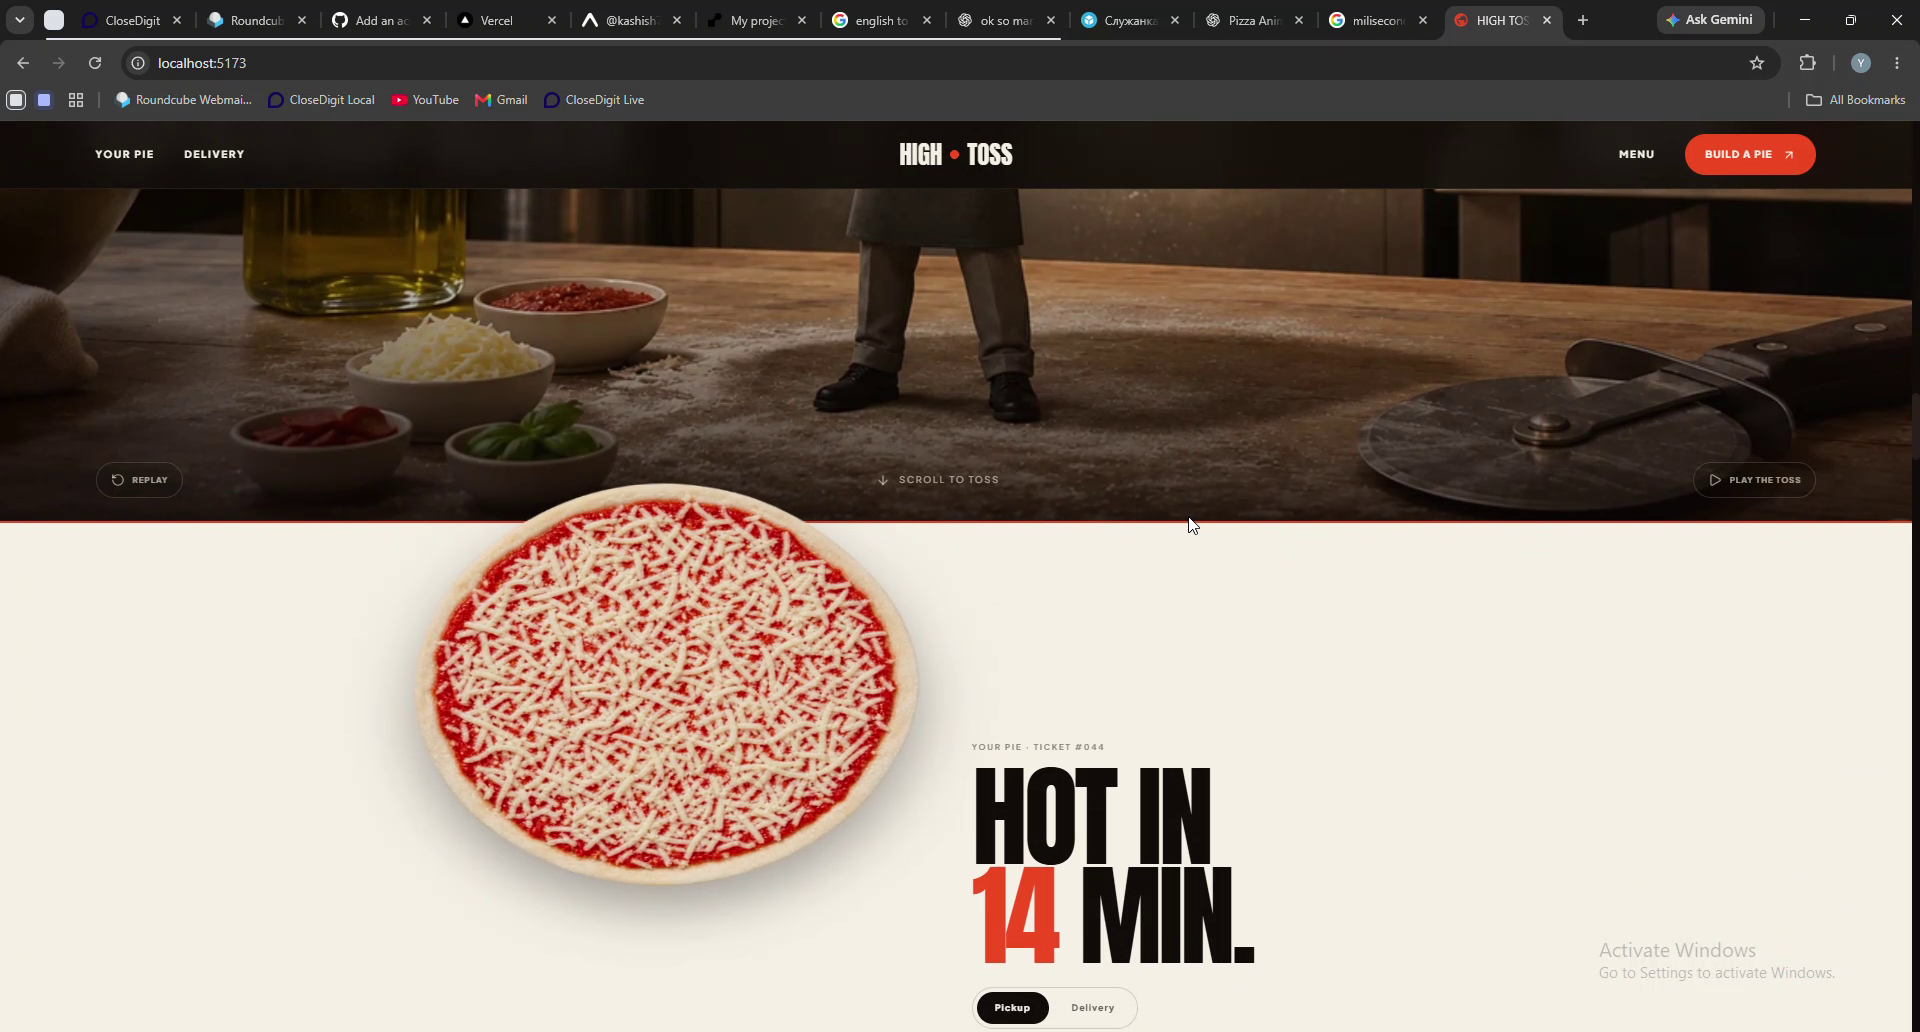 CloseDigit
Roundcub
Add an ac
Vercel
@kashish
My projec
english to
ok so mar
Служанка
Pizza Ani
milisecon
HIGH TOS
Ask Gemini
localhost:5173
Y
Roundcube Webmai...
CloseDigit Local
YouTube
Gmail
CloseDigit Live
All Bookmarks
YOUR PIE
DELIVERY
HIGH • TOSS
MENU
BUILD A PIE
REPLAY
SCROLL TO TOSS
PLAY THE TOSS
YOUR PIE · TICKET #044
HOT IN
14 MIN.
Pickup
Delivery
Activate Windows
Go to Settings to activate Windows.